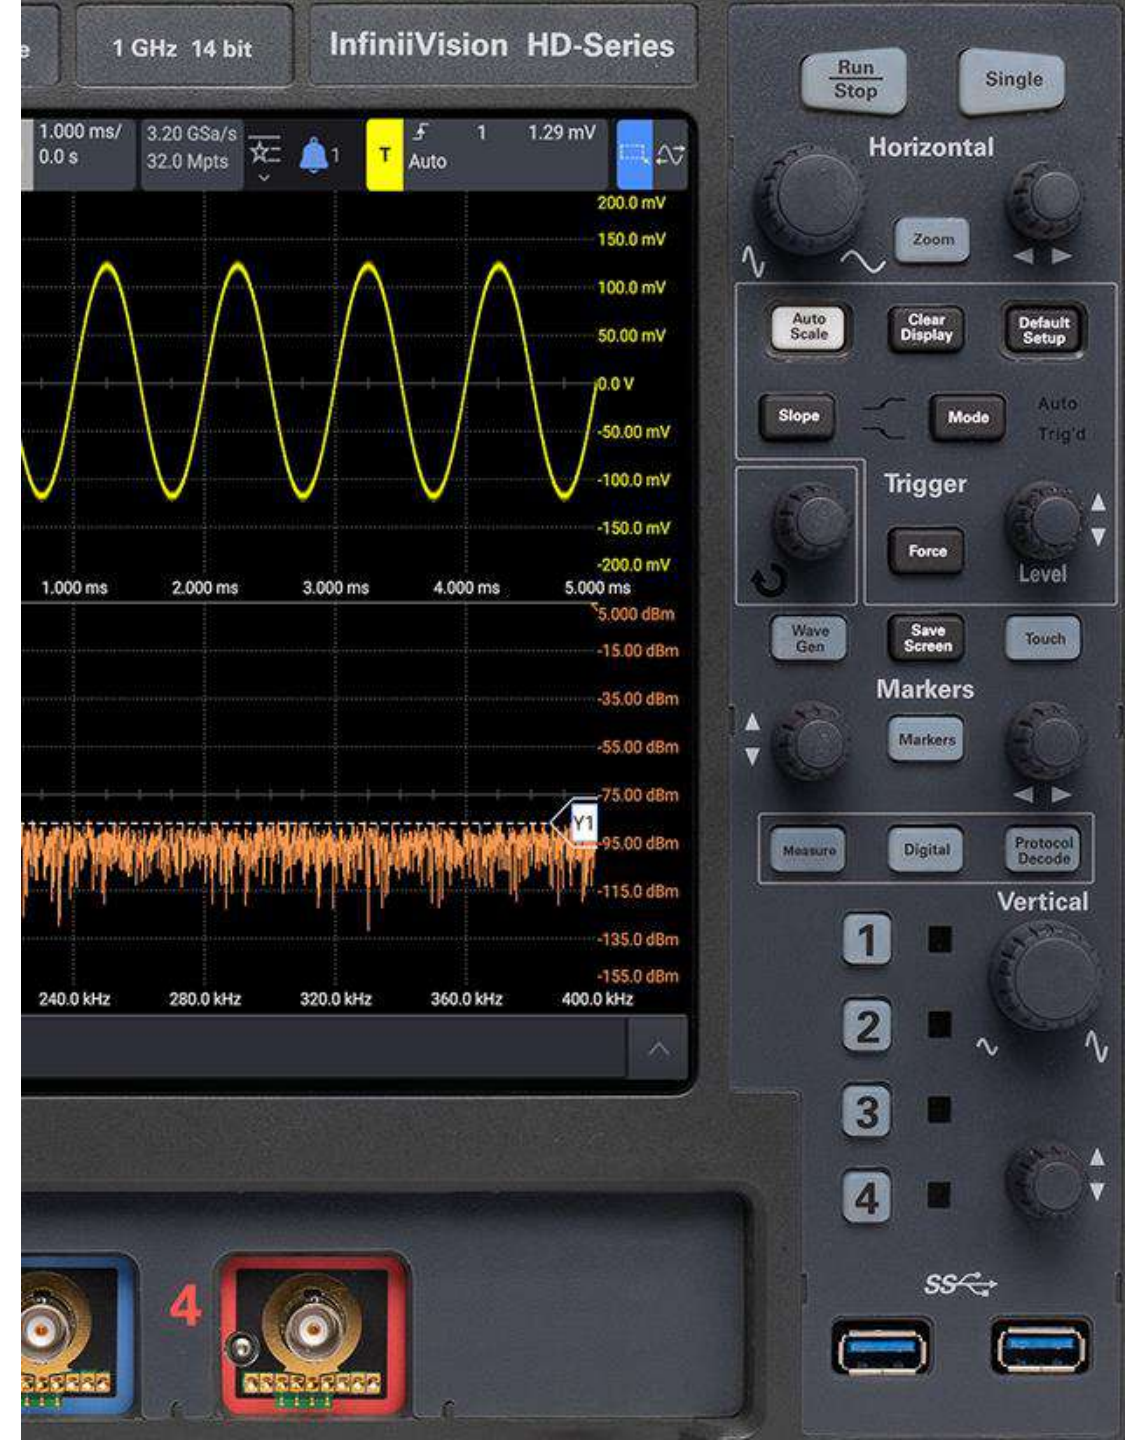 1 GHz 14 bit
InfiniiVision HD-Series
1.000 ms/
0.0 s
3.20 GSa/s
32.0 Mpts
1
T
1
1.29 mV
Auto
200.0 mV
150.0 mV
100.0 mV
50.00 mV
0.0 V
-50.00 mV
-100.0 mV
-150.0 mV
-200.0 mV
1.000 ms
2.000 ms
3.000 ms
4.000 ms
5.000 ms
5.000 dBm
-15.00 dBm
-35.00 dBm
-55.00 dBm
-75.00 dBm
Y1
-95.00 dBm
-115.0 dBm
-135.0 dBm
-155.0 dBm
240.0 kHz
280.0 kHz
320.0 kHz
360.0 kHz
400.0 kHz
4
Run
Stop
Single
Horizontal
Zoom
Auto
Scale
Clear
Display
Default
Setup
Slope
Mode
Auto
Trig'd
Trigger
Force
Level
Wave
Gen
Save
Screen
Touch
Markers
Markers
Measure
Digital
Protocol
Decode
Vertical
1
2
3
4
SS